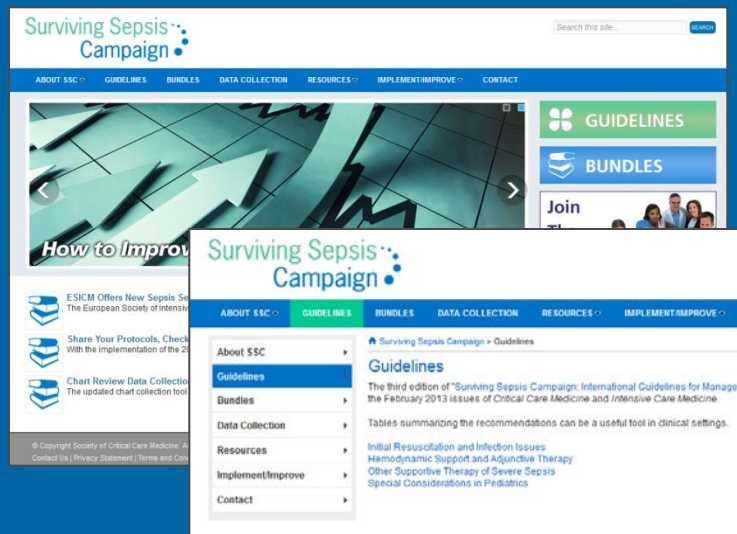 Surviving Sepsis
Campaign
Search this site...
SEARCH
ABOUT SSC
GUIDELINES
BUNDLES
DATA COLLECTION
RESOURCES
IMPLEMENT/IMPROVE
CONTACT
GUIDELINES
BUNDLES
Join
How to Improv
ESICM Offers New Sepsis Se
The European Society of Intensiv
Share Your Protocols, Check
With the implementation of the 20
Chart Review Data Collectio
The updated chart collection tool
© Copyright Society of Critical Care Medicine. A
Contact Us | Privacy Statement | Terms and Con
Surviving Sepsis
Campaign
ABOUT SSC
GUIDELINES
BUNDLES
DATA COLLECTION
RESOURCES
IMPLEMENT/IMPROVE
About SSC
Guidelines
Bundles
Data Collection
Resources
Implement/Improve
Contact
Surviving Sepsis Campaign > Guidelines
Guidelines
The third edition of "Surviving Sepsis Campaign: International Guidelines for Manage
the February 2013 issues of Critical Care Medicine and Intensive Care Medicine.
Tables summarizing the recommendations can be a useful tool in clinical settings.
Initial Resuscitation and Infection Issues
Hemodynamic Support and Adjunctive Therapy
Other Supportive Therapy of Severe Sepsis
Special Considerations in Pediatrics